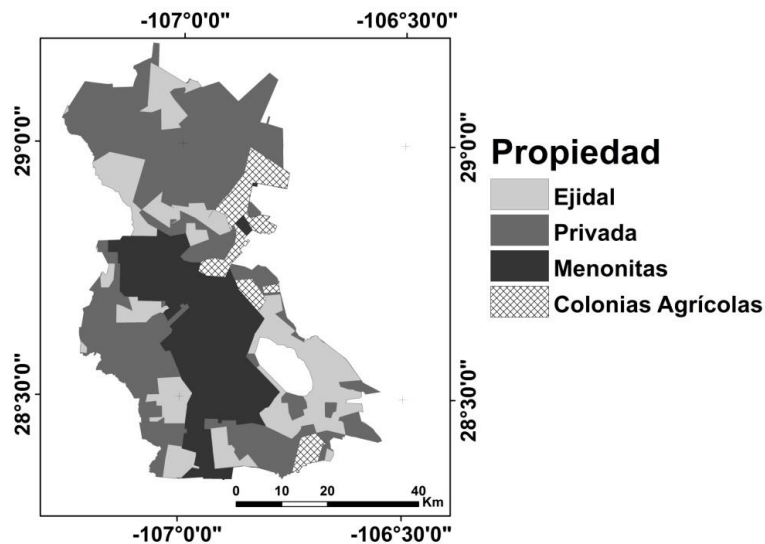 -107°0'0" -106°30'0"
29°0'0" 29°0'0"
Propiedad
Ejidal
Privada
Menonitas
Colonias Agrícolas
28°30'0" 28°30'0"
0 10 20 40
Km
-107°0'0" -106°30'0"